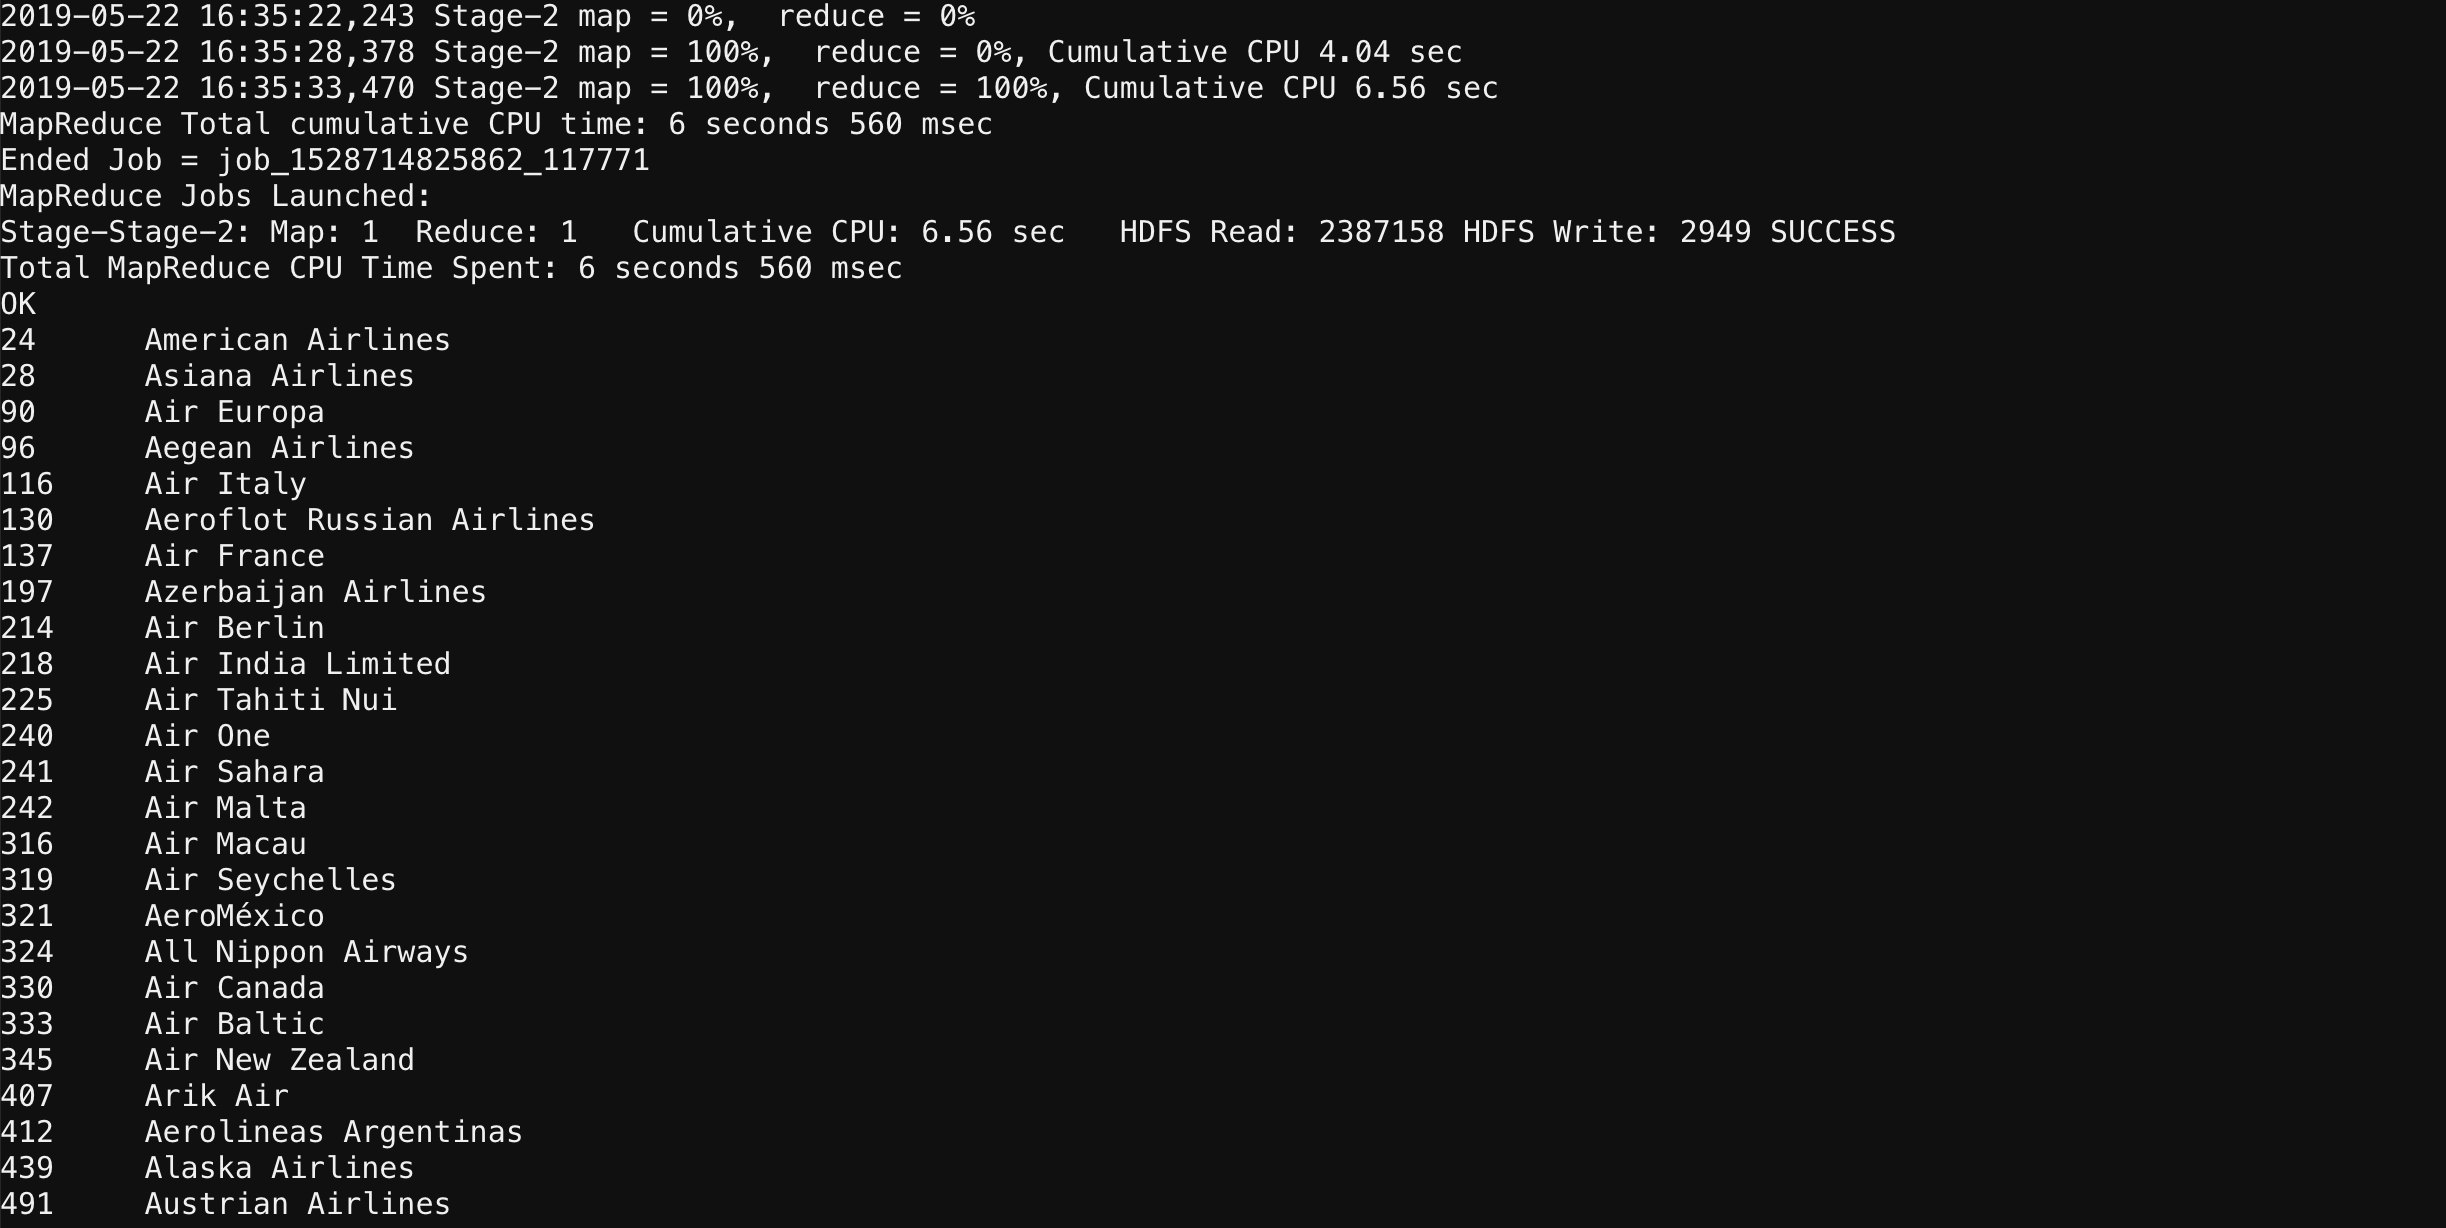 2019-05-22 16:35:22,243 Stage-2 map = 0%,  reduce = 0%
2019-05-22 16:35:28,378 Stage-2 map = 100%,  reduce = 0%, Cumulative CPU 4.04 sec
2019-05-22 16:35:33,470 Stage-2 map = 100%,  reduce = 100%, Cumulative CPU 6.56 sec
MapReduce Total cumulative CPU time: 6 seconds 560 msec
Ended Job = job_1528714825862_117771
MapReduce Jobs Launched:
Stage-Stage-2: Map: 1  Reduce: 1   Cumulative CPU: 6.56 sec   HDFS Read: 2387158 HDFS Write: 2949 SUCCESS
Total MapReduce CPU Time Spent: 6 seconds 560 msec
OK
24      American Airlines
28      Asiana Airlines
90      Air Europa
96      Aegean Airlines
116     Air Italy
130     Aeroflot Russian Airlines
137     Air France
197     Azerbaijan Airlines
214     Air Berlin
218     Air India Limited
225     Air Tahiti Nui
240     Air One
241     Air Sahara
242     Air Malta
316     Air Macau
319     Air Seychelles
321     AeroMéxico
324     All Nippon Airways
330     Air Canada
333     Air Baltic
345     Air New Zealand
407     Arik Air
412     Aerolineas Argentinas
439     Alaska Airlines
491     Austrian Airlines